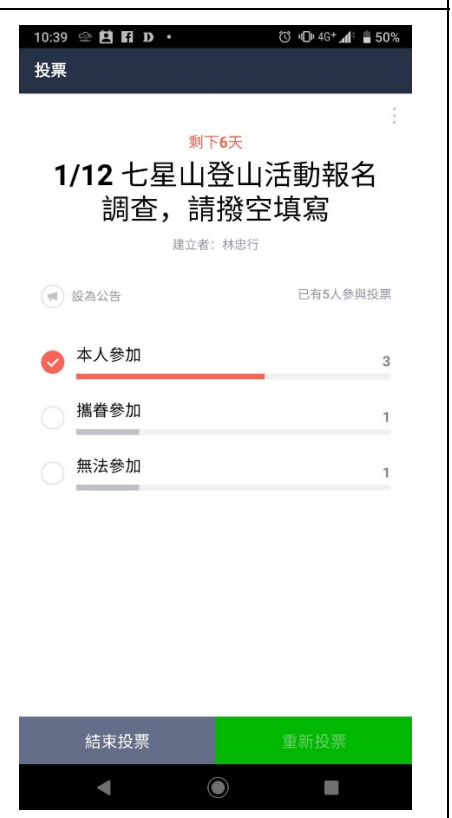 10:39 D • 4G+ 50%
投票
剩下6天
1/12 七星山登山活動報名
調查，請撥空填寫
建立者：林忠行
設為公告 已有5人參與投票
本人參加 3
攜眷參加 1
無法參加 1
結束投票 重新投票